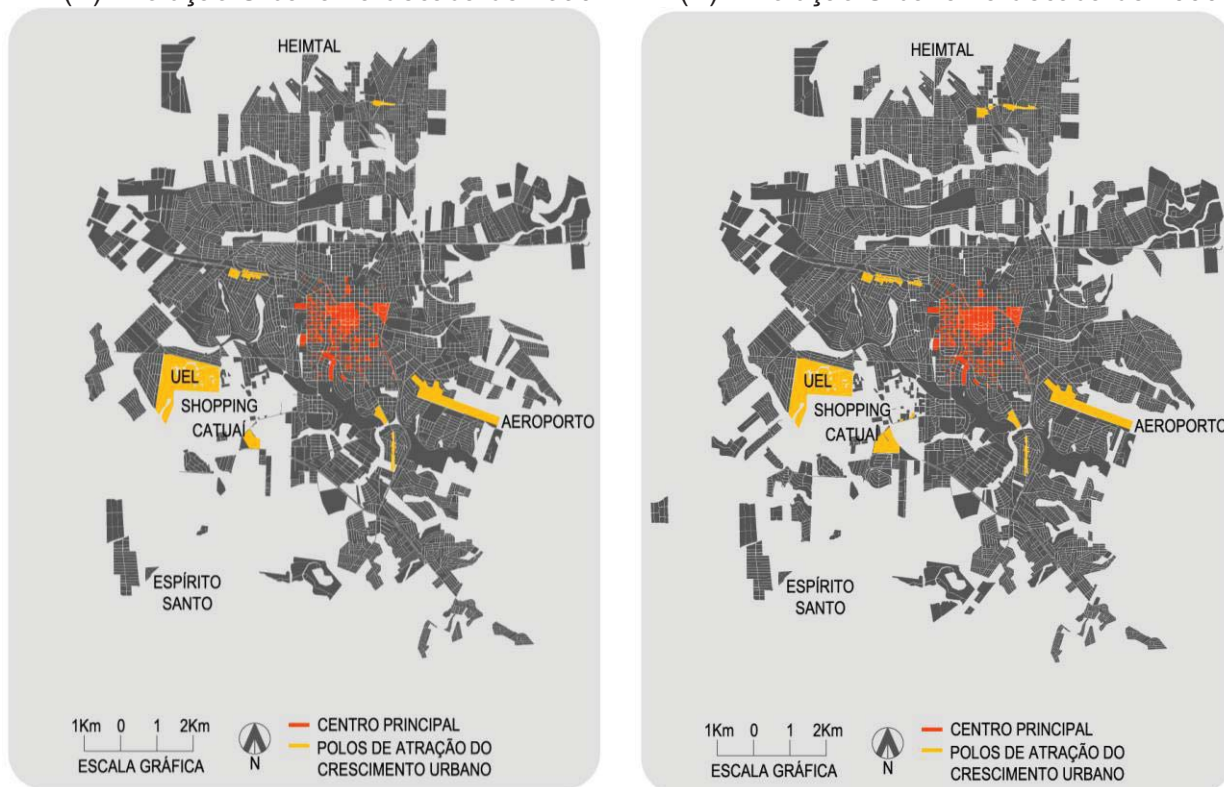 HEIMTAL
UEL
SHOPPING
CATUAÍ
AEROPORTO
ESPÍRITO
SANTO
1Km 0 1 2Km
ESCALA GRÁFICA
N
CENTRO PRINCIPAL
POLOS DE ATRAÇÃO DO
CRESCIMENTO URBANO
HEIMTAL
UEL
SHOPPING
CATUAÍ
AEROPORTO
ESPÍRITO
SANTO
1Km 0 1 2Km
ESCALA GRÁFICA
N
CENTRO PRINCIPAL
POLOS DE ATRAÇÃO DO
CRESCIMENTO URBANO